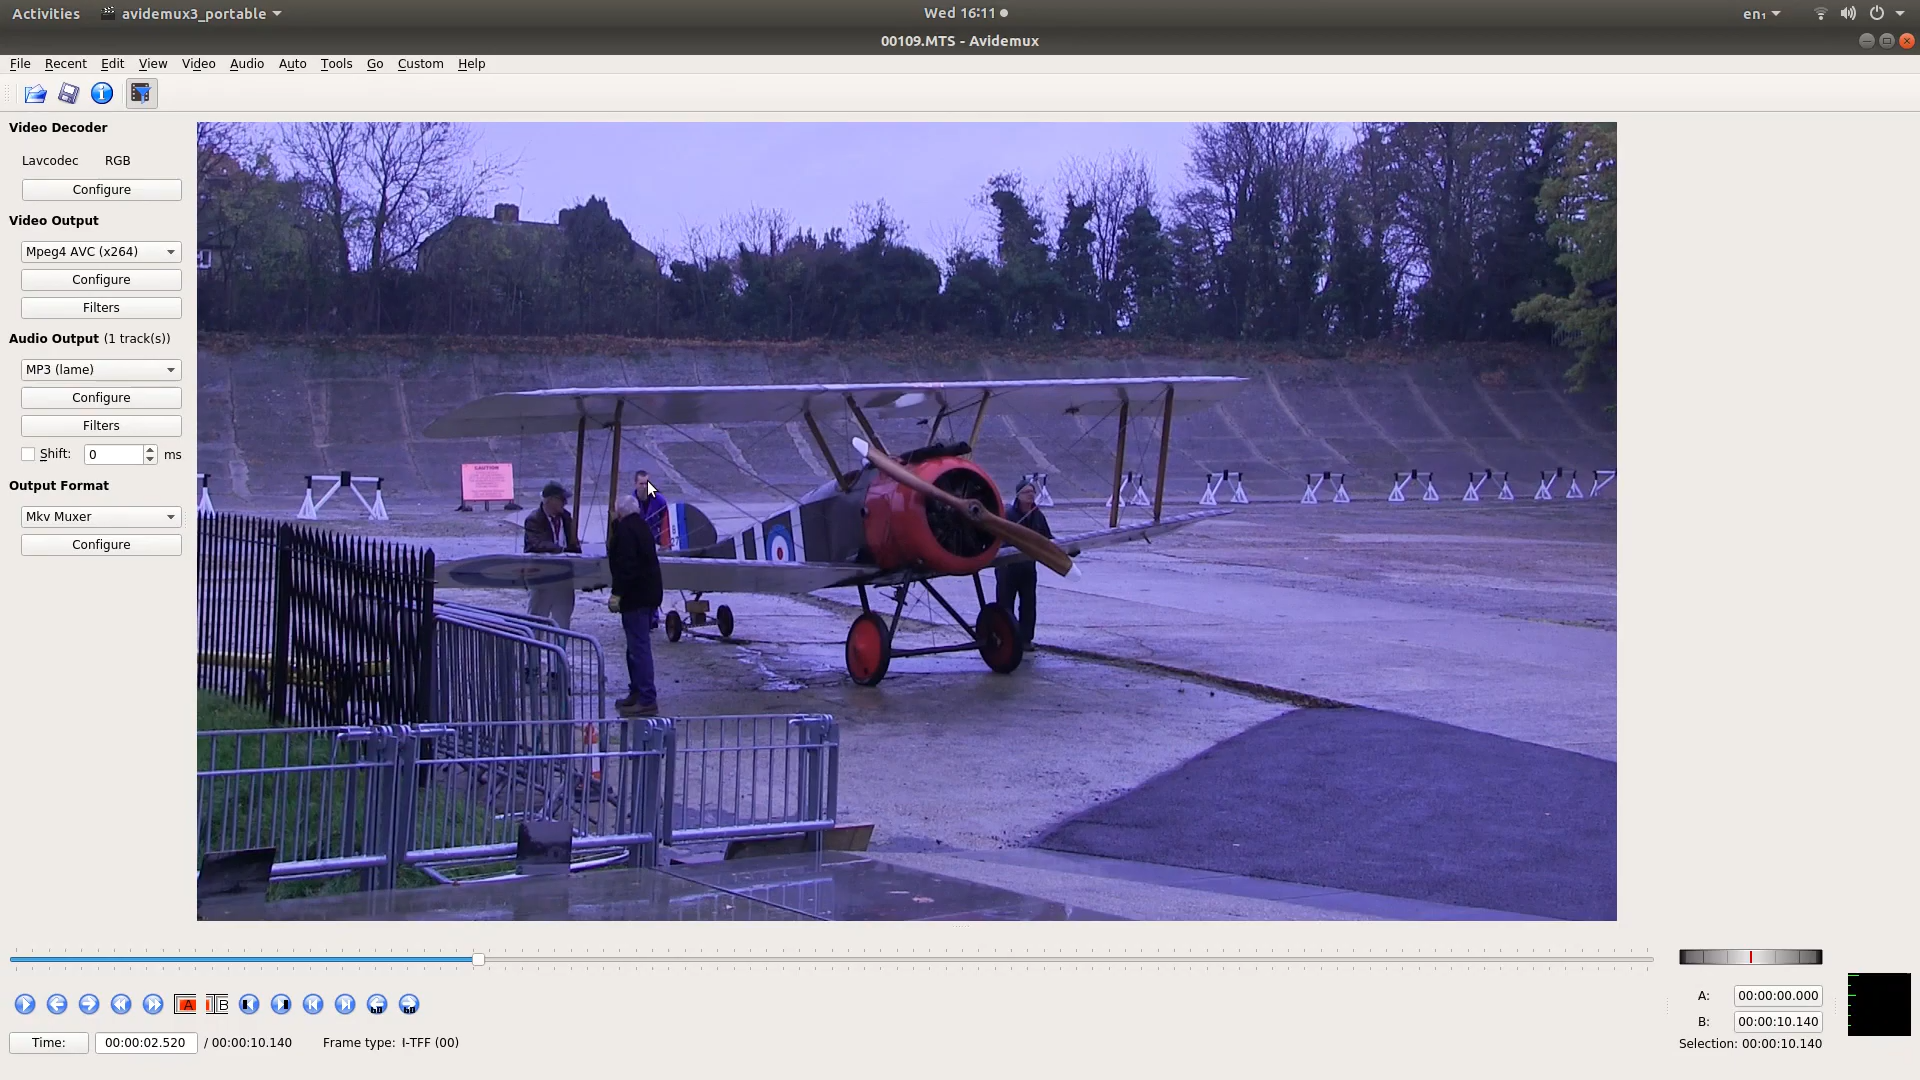 Activities avidemux3_portable Wed 16:11 en₁
00109.MTS - Avidemux
File Recent Edit View Video Audio Auto Tools Go Custom Help
Video Decoder
Lavcodec RGB
Configure
Video Output
Mpeg4 AVC (x264)
Configure
Filters
Audio Output (1 track(s))
MP3 (lame)
Configure
Filters
Shift: 0 ms
Output Format
Mkv Muxer
Configure
CAUTION
A B
60 60
A: 00:00:00.000
B: 00:00:10.140
Time: 00:00:02.520 / 00:00:10.140 Frame type: I-TFF (00)
Selection: 00:00:10.140